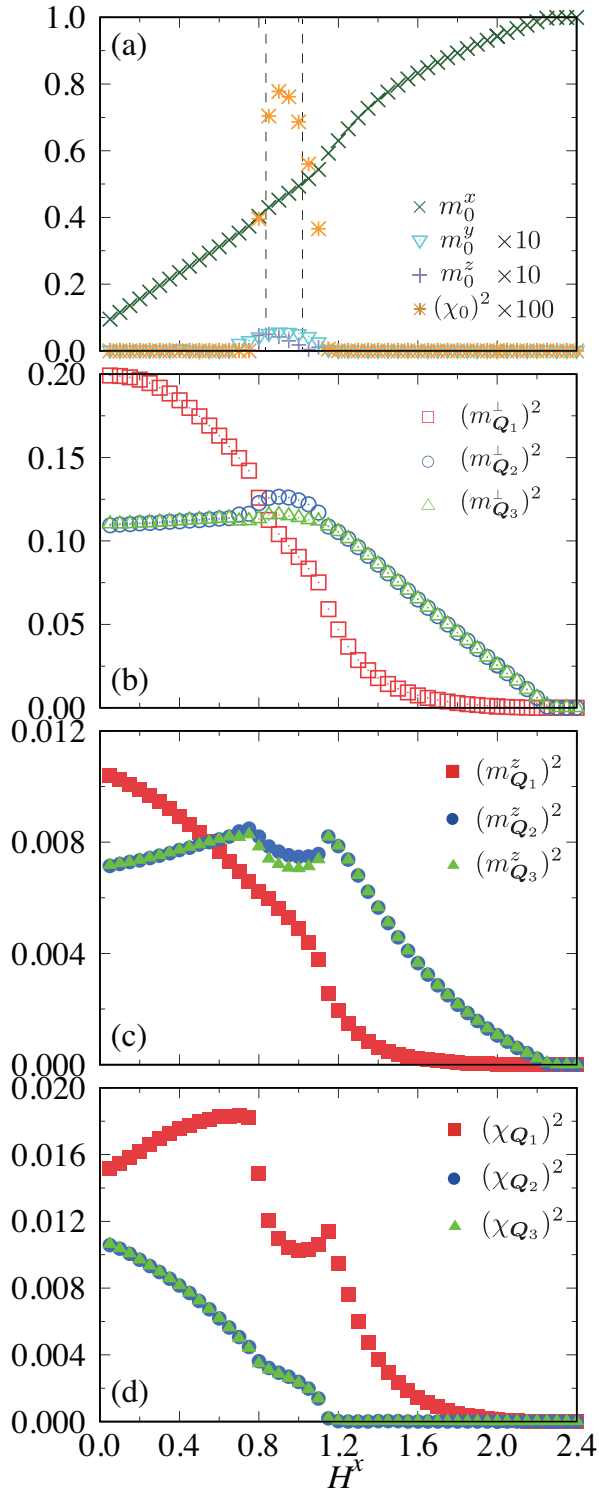 1.0
(a)
0.8
0.6
0.4
m_0^x
m_0^y ×10
0.2
m_0^z ×10
(χ_0)^2 ×100
0.0
0.20
(m^⊥_{Q_1})^2
0.15
(m^⊥_{Q_2})^2
(m^⊥_{Q_3})^2
0.10
0.05
(b)
0.00
0.012
(m^z_{Q_1})^2
(m^z_{Q_2})^2
0.008
(m^z_{Q_3})^2
0.004
(c)
0.000
0.020
(χ_{Q_1})^2
0.016
(χ_{Q_2})^2
0.012
(χ_{Q_3})^2
0.008
0.004
(d)
0.000
0.0 0.4 0.8 1.2 1.6 2.0 2.4
H^x